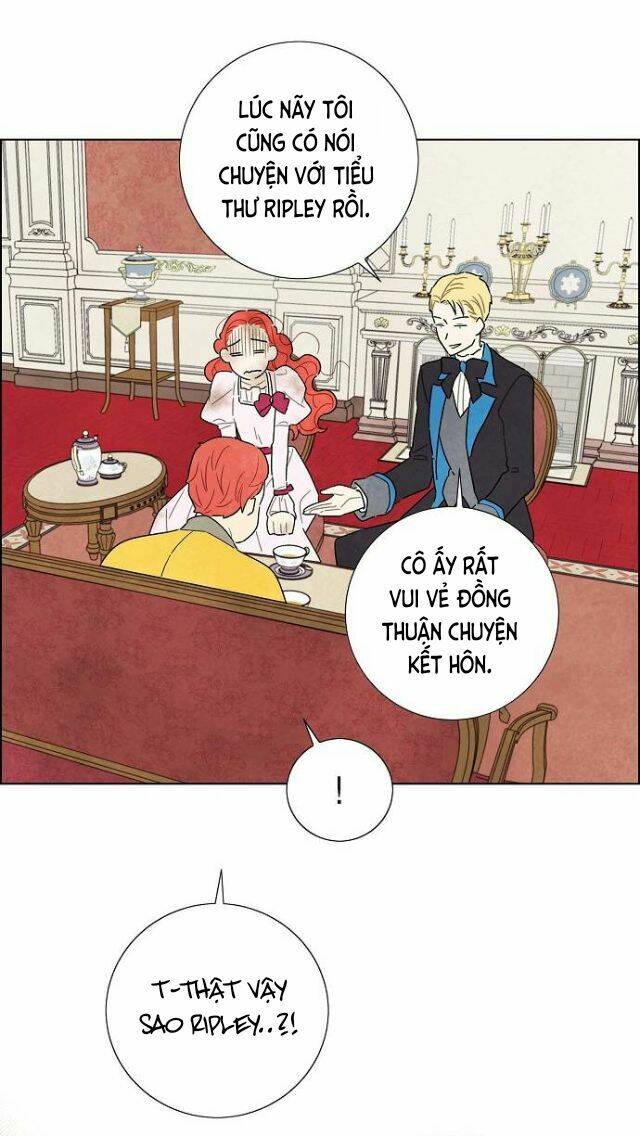 LÚC NÃY TÔI
CŨNG CÓ NÓI
CHUYỆN VỚI TIỂU
THƯ RIPLEY RỒI.
CÔ ẤY RẤT
VUI VẺ ĐỒNG
THUẬN CHUYỆN
KẾT HÔN.
!
T-THẬT VẬY
SAO RIPLEY..?!